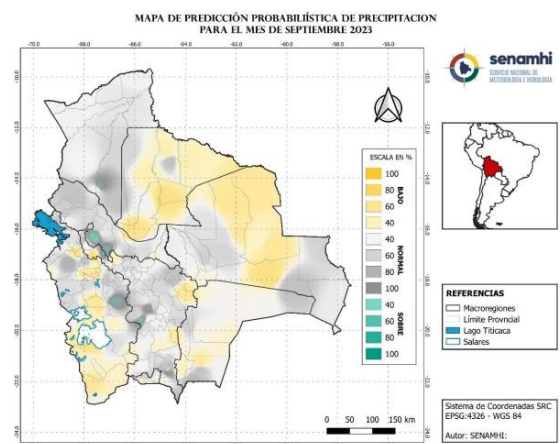 MAPA DE PREDICCIÓN PROBABILIÍSTICA DE PRECIPITACION
PARA EL MES DE SEPTIEMBRE 2023
-70.0 -68.0 -66.0 -64.0 -62.0 -60.0 -58.0 -56.0
senamhi
SERVICIO NACIONAL DE
METEOROLOGÍA E HIDROLOGÍA
-10.0
-12.0
-14.0
-16.0
-18.0
-20.0
-22.0
-24.0
ESCALA EN %
100
80
60
40
40
60
80
100
40
60
80
100
BAJO
NORMAL
SOBRE
REFERENCIAS
Macroregiones
Límite Provncial
Lago Titicaca
Salares
0 50 100 150 km
Sistema de Coordenadas SRC
EPSG:4326 - WGS 84
Autor: SENAMHI: